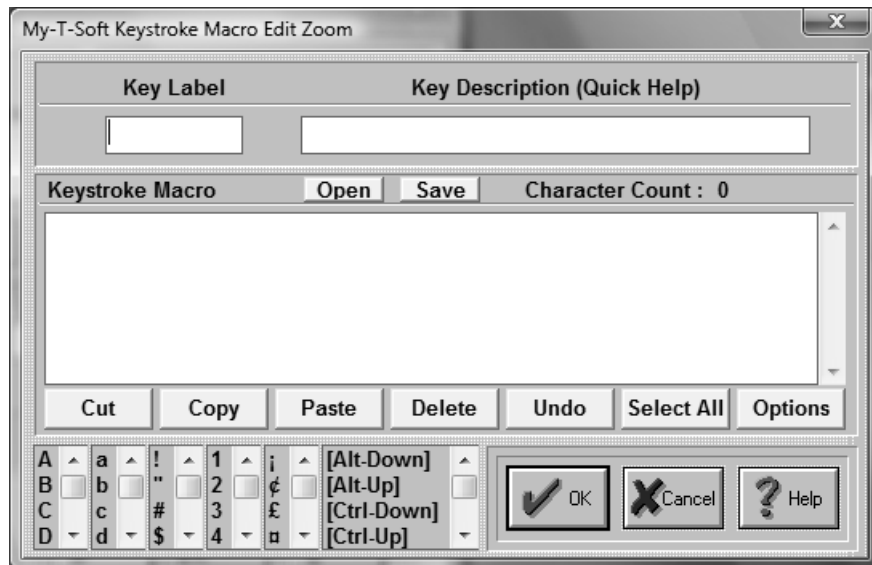 My-T-Soft Keystroke Macro Edit Zoom
X
Key Label Key Description (Quick Help)
Keystroke Macro Open Save Character Count : 0
Cut Copy Paste Delete Undo Select All Options
A a ! 1 ¡ [Alt-Down]
B b " 2 ¢ [Alt-Up]
C c # 3 £ [Ctrl-Down]
D d $ 4 ¤ [Ctrl-Up]
OK Cancel ? Help